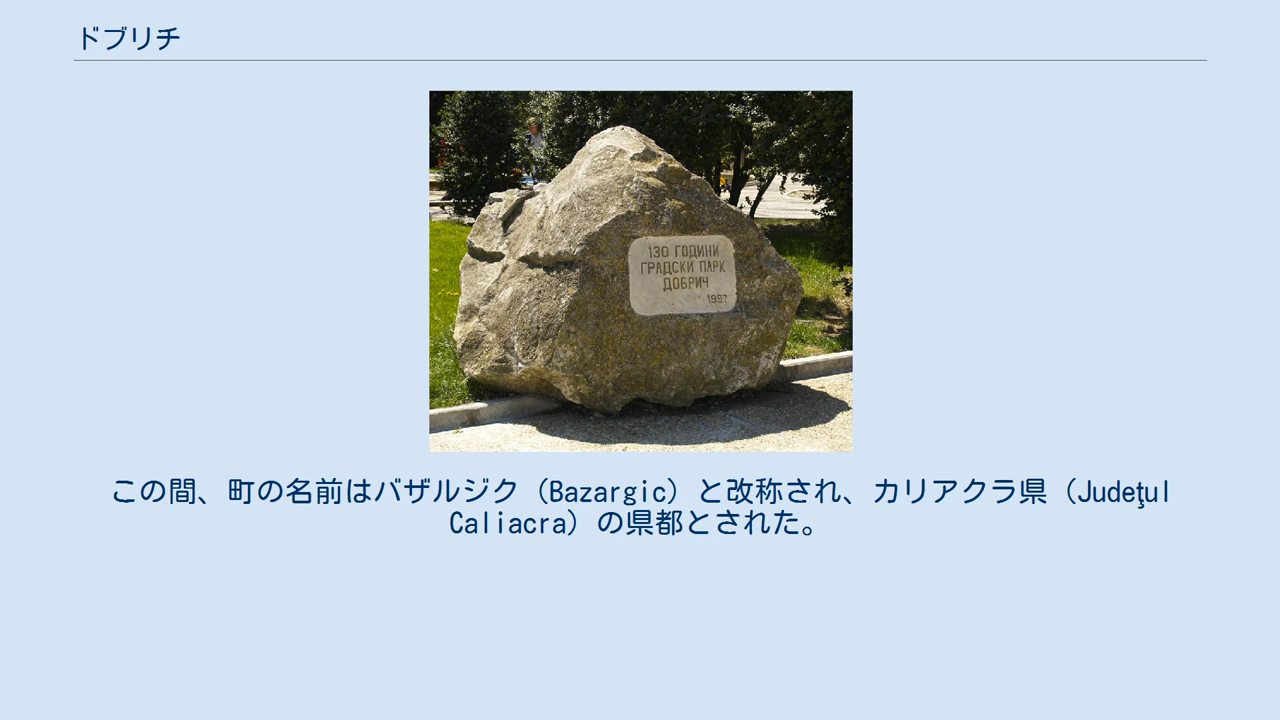 ドブリチ
130 ГОДИНИ
ГРАДСКИ ПАРК
ДОБРИЧ
1997
この間、町の名前はバザルジク（Bazargic）と改称され、カリアクラ県（Judeţul
Caliacra）の県都とされた。